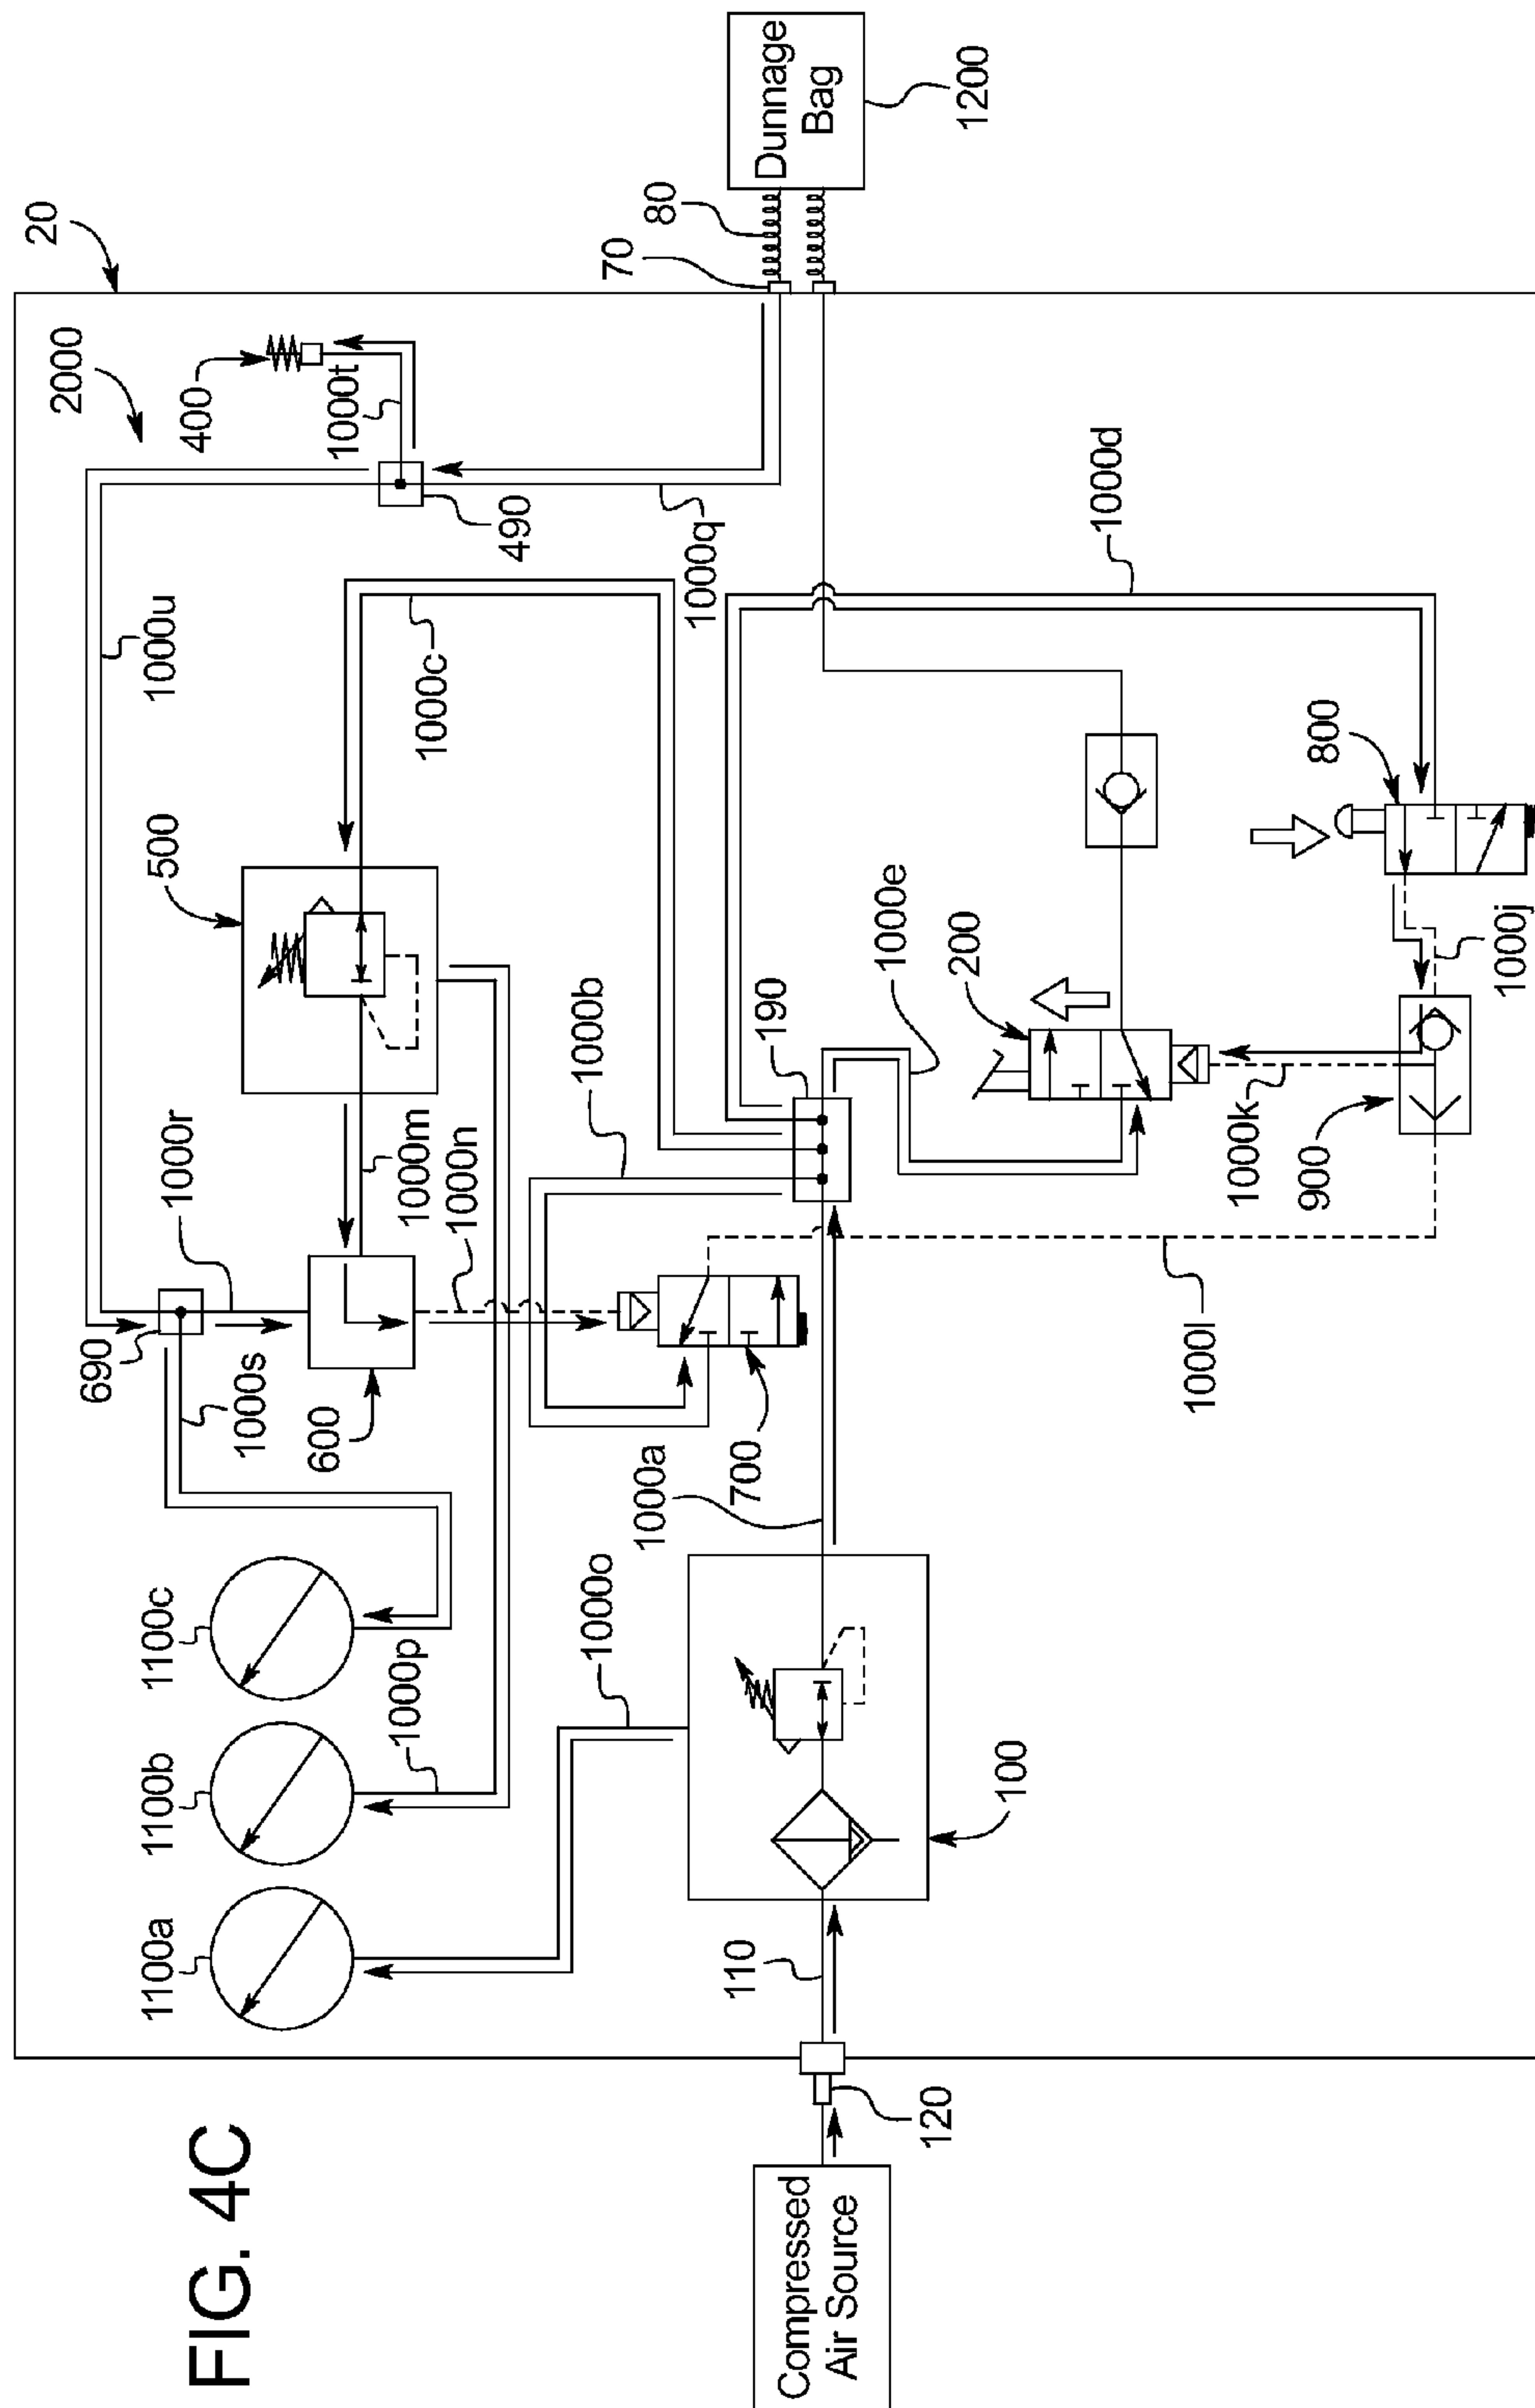 FIG. 4C
20
2000
400
1000t
490
1000q
70
80
Dunnage
Bag
1200
1000u
1000c
1000d
500
800
1000r
1000m
1000n
1000b
190
1000e
200
1000j
1000k
900
690
1000s
600
700
1000a
1000l
1100c
1100b
1100a
1000p
1000o
110
100
120
Compressed
Air Source